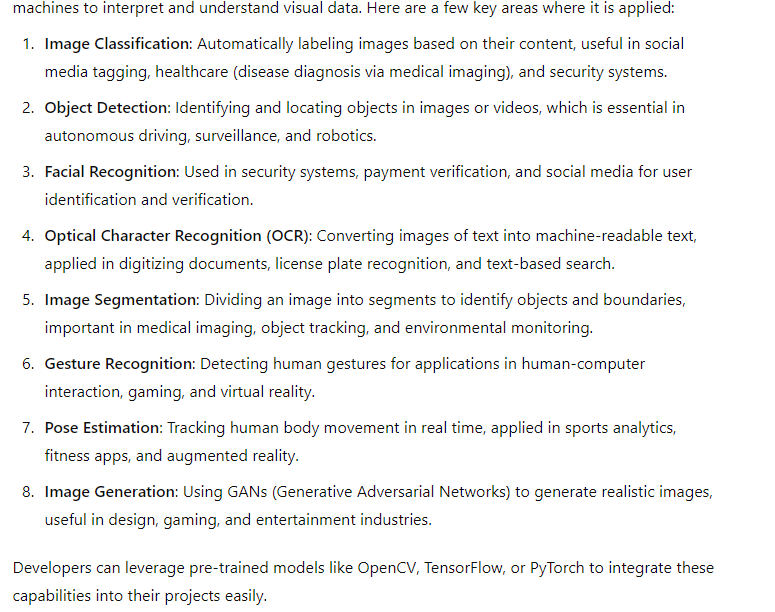 machines to interpret and understand visual data. Here are a few key areas where it is applied:
1. Image Classification: Automatically labeling images based on their content, useful in social
media tagging, healthcare (disease diagnosis via medical imaging), and security systems.
2. Object Detection: Identifying and locating objects in images or videos, which is essential in
autonomous driving, surveillance, and robotics.
3. Facial Recognition: Used in security systems, payment verification, and social media for user
identification and verification.
4. Optical Character Recognition (OCR): Converting images of text into machine-readable text,
applied in digitizing documents, license plate recognition, and text-based search.
5. Image Segmentation: Dividing an image into segments to identify objects and boundaries,
important in medical imaging, object tracking, and environmental monitoring.
6. Gesture Recognition: Detecting human gestures for applications in human-computer
interaction, gaming, and virtual reality.
7. Pose Estimation: Tracking human body movement in real time, applied in sports analytics,
fitness apps, and augmented reality.
8. Image Generation: Using GANs (Generative Adversarial Networks) to generate realistic images,
useful in design, gaming, and entertainment industries.
Developers can leverage pre-trained models like OpenCV, TensorFlow, or PyTorch to integrate these
capabilities into their projects easily.